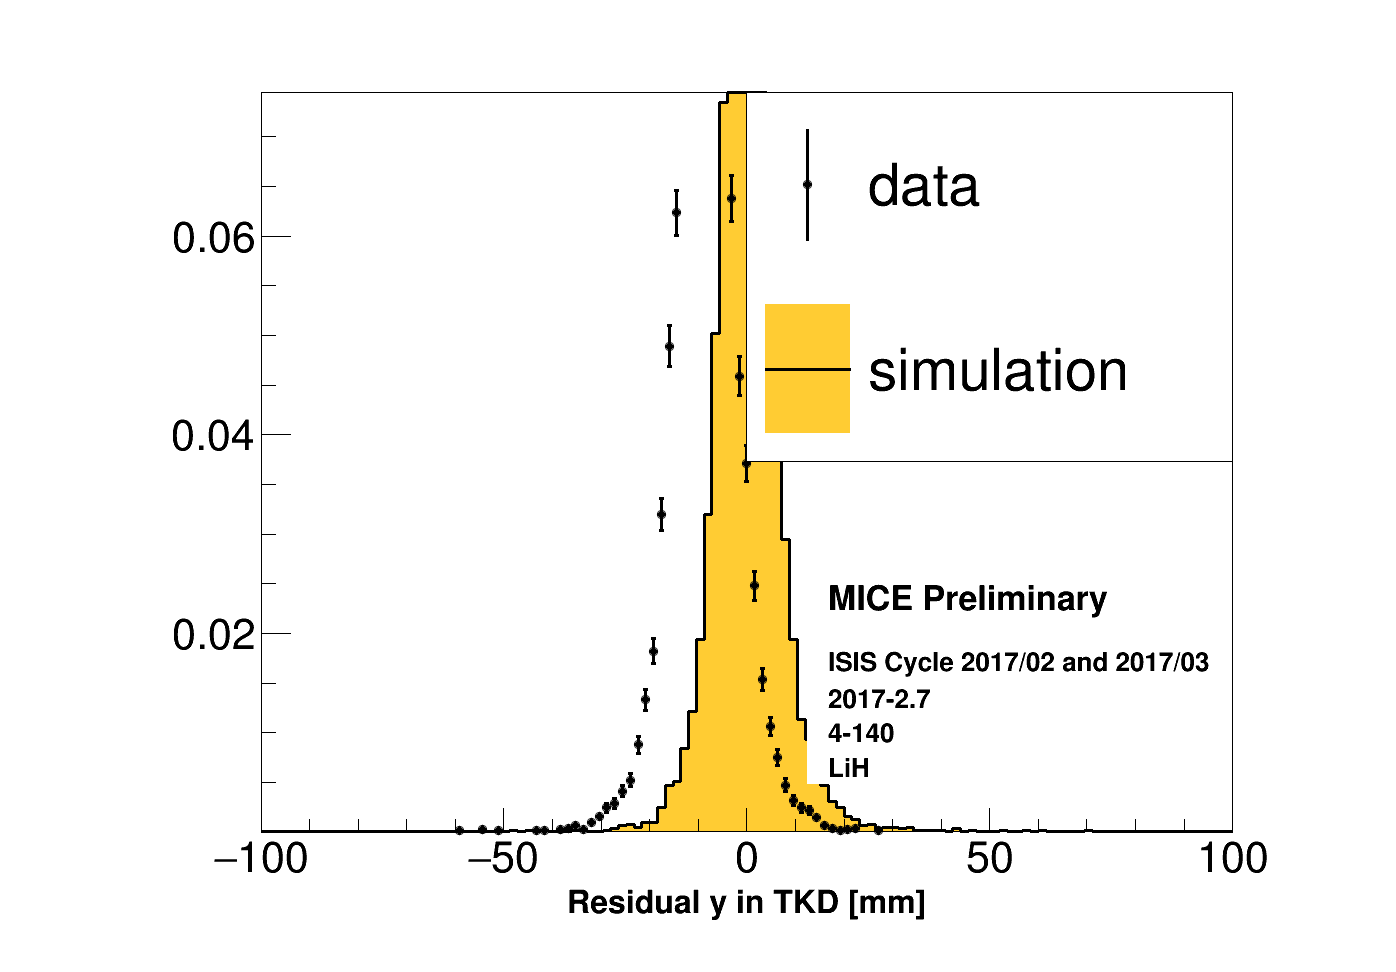 data
simulation
0.06
0.04
0.02
MICE Preliminary
ISIS Cycle 2017/02 and 2017/03
2017-2.7
4-140
LiH
−100 −50 0 50 100
Residual y in TKD [mm]